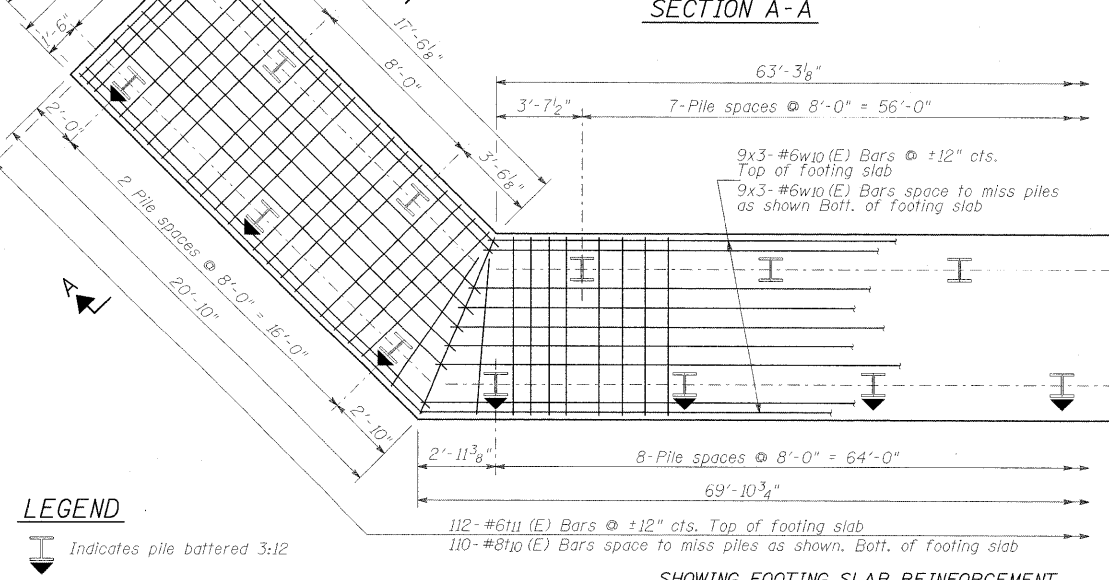 SECTION A-A
1'-6"
17'-6⅛"
8'-0"
3'-6⅛"
63'-3⅛"
3'-7½"
7-Pile spaces @ 8'-0" = 56'-0"
9x3- #6w10 (E) Bars @ ±12" cts.
Top of footing slab
9x3- #6w10 (E) Bars space to miss piles
as shown Bott. of footing slab
2'-0"
2 Pile spaces @ 8'-0" = 16'-0"
20'-10"
2'-10"
A
2'-11⅜"
8-Pile spaces @ 8'-0" = 64'-0"
69'-10¾"
112- #6t11 (E) Bars @ ±12" cts. Top of footing slab
110- #8t10 (E) Bars space to miss piles as shown. Bott. of footing slab
LEGEND
Indicates pile battered 3:12
SHOWING FOOTING SLAB REINFORCEMENT